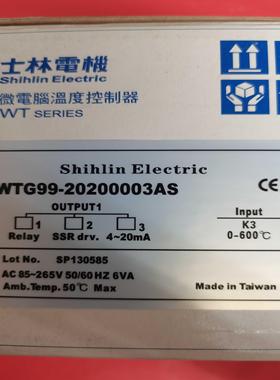 士林電機
Shihlin Electric
微電腦溫度控制器
WT SERIES
Shihlin Electric
WTG99-20200003AS
CE
OUTPUT1
1 2 3
Relay SSR drv. 4~20mA
Input
K3
0-600℃
Lot No. SP130585
AC 85~265V 50/60 HZ 6VA
Amb.Temp. 50℃ Max
Made in Taiwan